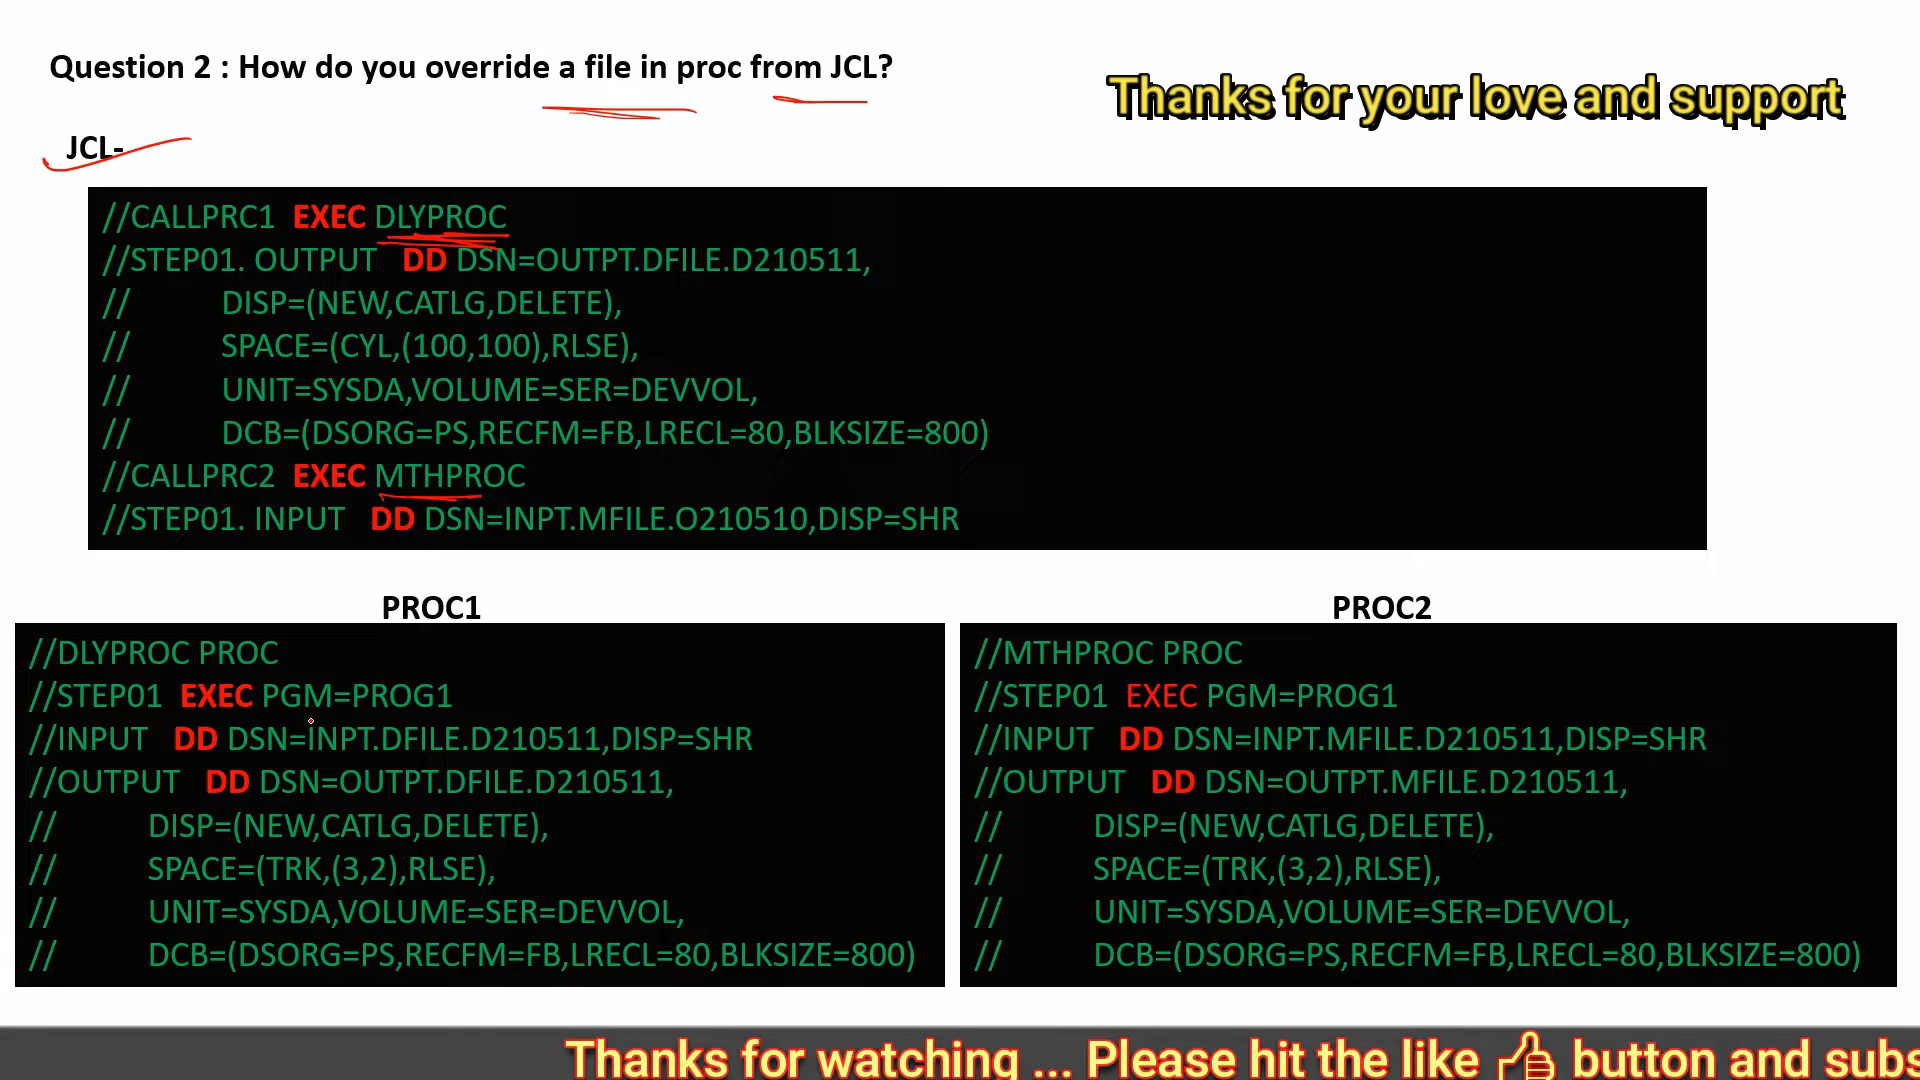 Question 2 : How do you override a file in proc from JCL?
Thanks for your love and support
JCL-
//CALLPRC1 EXEC DLYPROC
//STEP01. OUTPUT DD DSN=OUTPT.DFILE.D210511,
// DISP=(NEW,CATLG,DELETE),
// SPACE=(CYL,(100,100),RLSE),
// UNIT=SYSDA,VOLUME=SER=DEVVOL,
// DCB=(DSORG=PS,RECFM=FB,LRECL=80,BLKSIZE=800)
//CALLPRC2 EXEC MTHPROC
//STEP01. INPUT DD DSN=INPT.MFILE.O210510,DISP=SHR
PROC1
//DLYPROC PROC
//STEP01 EXEC PGM=PROG1
//INPUT DD DSN=INPT.DFILE.D210511,DISP=SHR
//OUTPUT DD DSN=OUTPT.DFILE.D210511,
// DISP=(NEW,CATLG,DELETE),
// SPACE=(TRK,(3,2),RLSE),
// UNIT=SYSDA,VOLUME=SER=DEVVOL,
// DCB=(DSORG=PS,RECFM=FB,LRECL=80,BLKSIZE=800)
PROC2
//MTHPROC PROC
//STEP01 EXEC PGM=PROG1
//INPUT DD DSN=INPT.MFILE.D210511,DISP=SHR
//OUTPUT DD DSN=OUTPT.MFILE.D210511,
// DISP=(NEW,CATLG,DELETE),
// SPACE=(TRK,(3,2),RLSE),
// UNIT=SYSDA,VOLUME=SER=DEVVOL,
// DCB=(DSORG=PS,RECFM=FB,LRECL=80,BLKSIZE=800)
Thanks for watching ... Please hit the like 👍 button and subs